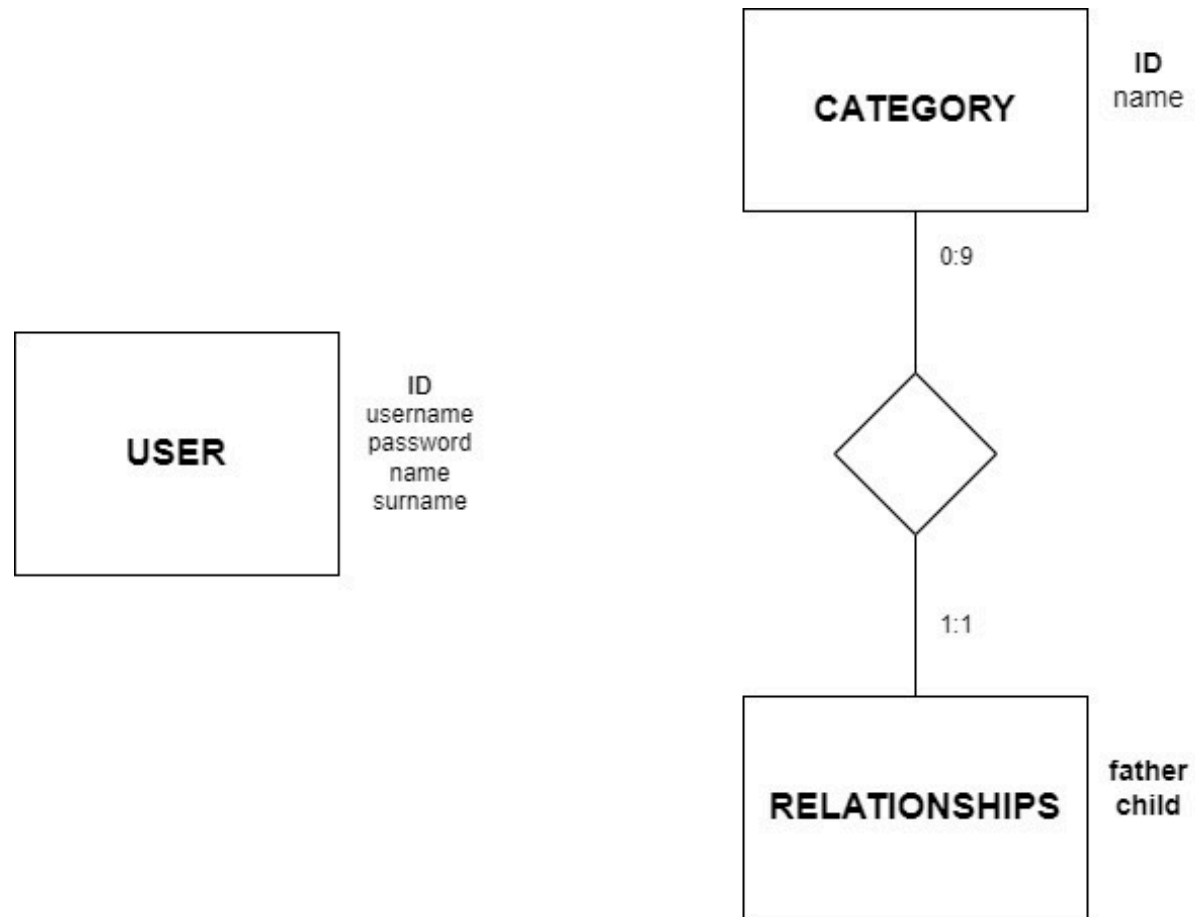 CATEGORY
ID
name
0:9
USER
ID
username
password
name
surname
1:1
RELATIONSHIPS
father
child